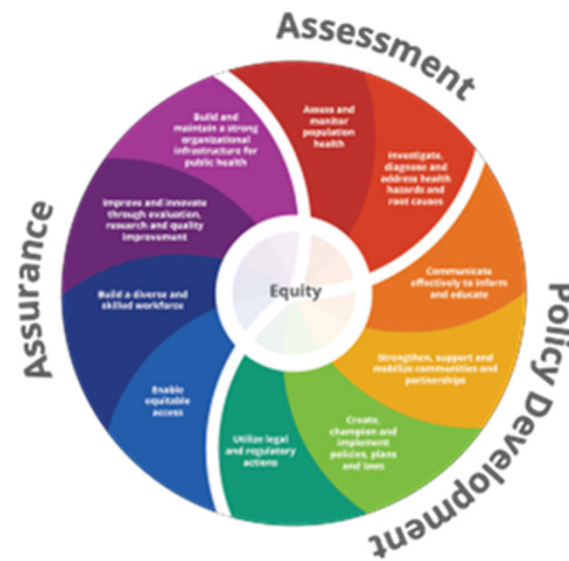 Assessment
Assess and
monitor
population
health
Investigate,
diagnose and
address health
hazards and
root causes
Policy Development
Communicate
effectively to inform
and educate
Strengthen, support and
mobilize communities and
partnerships
Create,
champion and
implement
policies, plans
and laws
Utilize legal
and regulatory
actions
Assurance
Enable
equitable
access
Build a diverse and
skilled workforce
Improve and innovate
through evaluation,
research and quality
improvement
Build and
maintain a strong
organizational
infrastructure for
public health
Equity